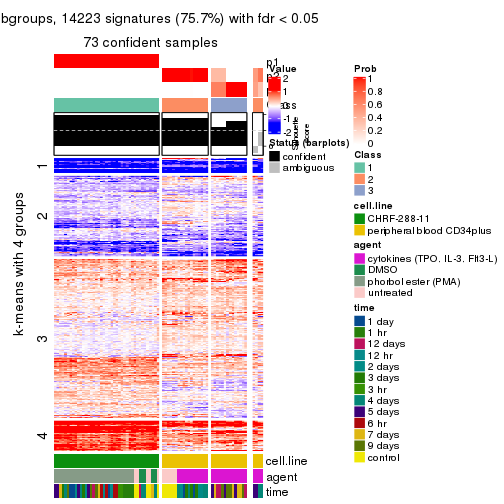 bgroups, 14223 signatures (75.7%) with fdr < 0.05
73 confident samples
p1
Value
2
1
0
-1
-2
Class
Silhouette
score
Status (barplots)
confident
ambiguous
k-means with 4 groups
1
2
3
4
cell.line
agent
time
Prob
1
0.8
0.6
0.4
0.2
0
Class
1
2
3
cell.line
CHRF-288-11
peripheral blood CD34plus
agent
cytokines (TPO, IL-3, Flt3-L)
DMSO
phorbol ester (PMA)
untreated
time
1 day
1 hr
12 days
12 hr
2 days
3 days
3 hr
4 days
5 days
6 hr
7 days
9 days
control